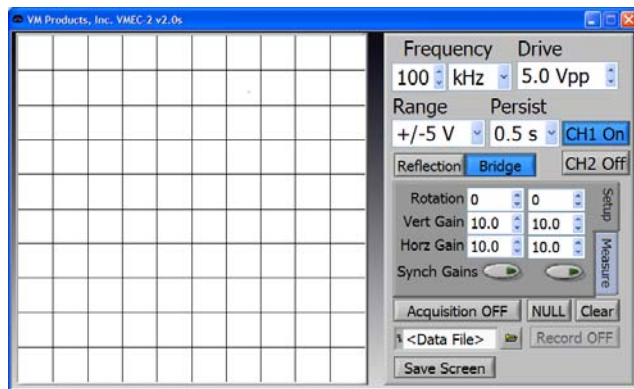 VM Products, Inc. VMEC-2 v2.0s
Frequency Drive
100 kHz 5.0 Vpp
Range Persist
+/-5 V 0.5 s CH1 On
Reflection Bridge CH2 Off
Rotation 0 0
Vert Gain 10.0 10.0
Horz Gain 10.0 10.0
Synch Gains
Setup
Measure
Acquisition OFF NULL Clear
<Data File> Record OFF
Save Screen